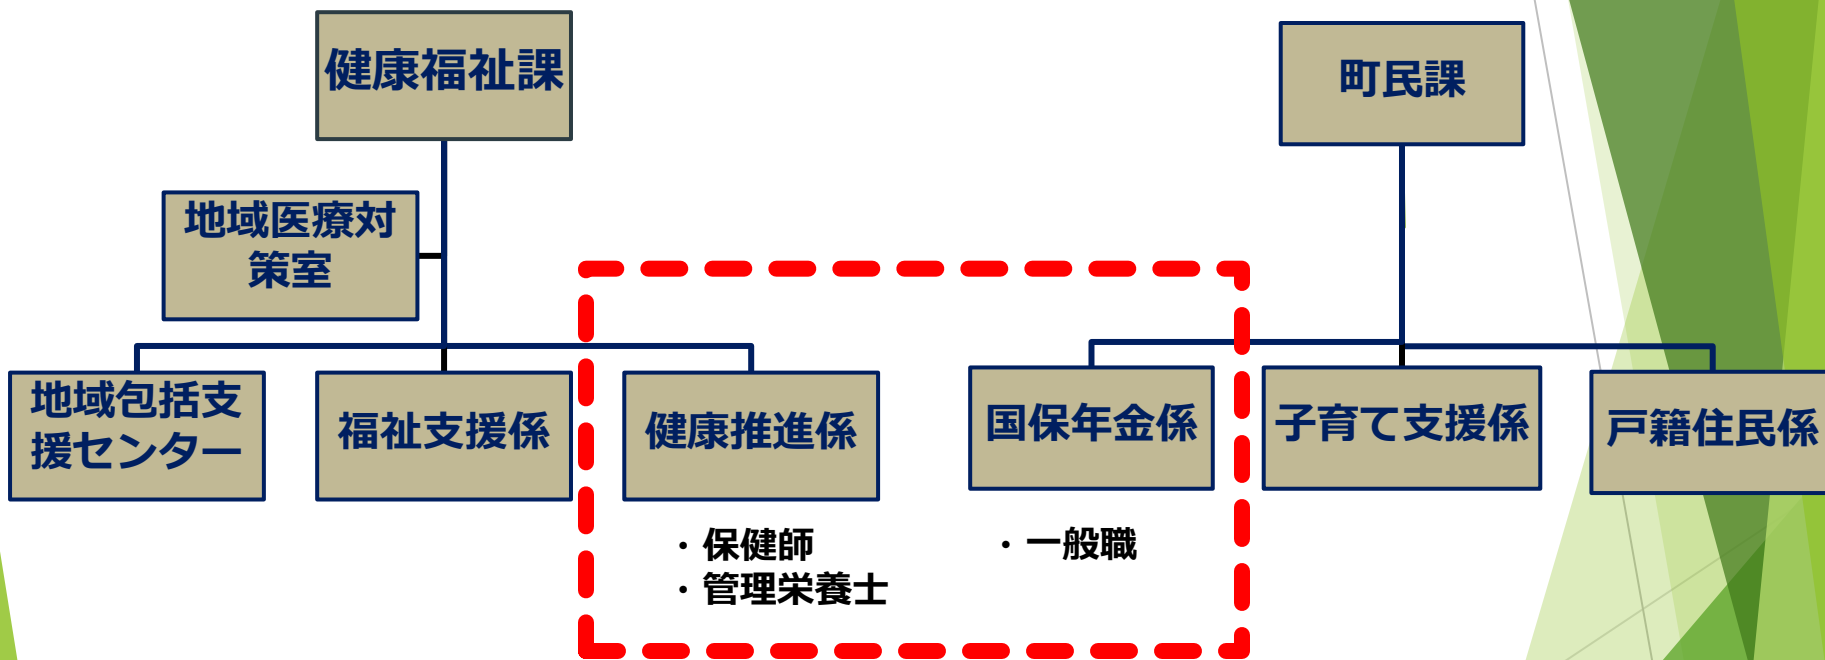 健康福祉課
町民課
地域医療対
策室
地域包括支
援センター
福祉支援係
健康推進係
国保年金係
子育て支援係
戸籍住民係
・保健師
・管理栄養士
・一般職